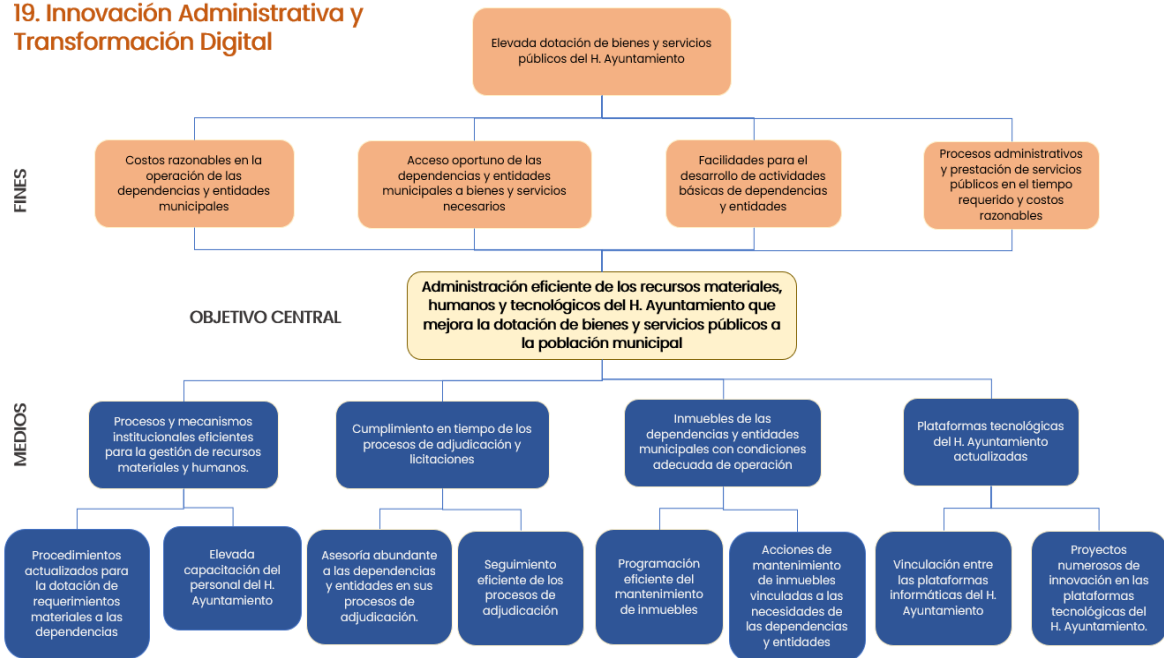 19. Innovación Administrativa y
Transformación Digital
Elevada dotación de bienes y servicios
públicos del H. Ayuntamiento
FINES
Costos razonables en la
operación de las
dependencias y entidades
municipales
Acceso oportuno de las
dependencias y entidades
municipales a bienes y servicios
necesarios
Facilidades para el
desarrollo de actividades
básicas de dependencias
y entidades
Procesos administrativos
y prestación de servicios
públicos en el tiempo
requerido y costos
razonables
OBJETIVO CENTRAL
Administración eficiente de los recursos materiales,
humanos y tecnológicos del H. Ayuntamiento que
mejora la dotación de bienes y servicios públicos a
la población municipal
MEDIOS
Procesos y mecanismos
institucionales eficientes
para la gestión de recursos
materiales y humanos.
Cumplimiento en tiempo de los
procesos de adjudicación y
licitaciones
Inmuebles de las
dependencias y entidades
municipales con condiciones
adecuada de operación
Plataformas tecnológicas
del H. Ayuntamiento
actualizadas
Procedimientos
actualizados para
la dotación de
requerimientos
materiales a las
dependencias
Elevada
capacitación del
personal del H.
Ayuntamiento
Asesoría abundante
a las dependencias
y entidades en sus
procesos de
adjudicación.
Seguimiento
eficiente de los
procesos de
adjudicación
Programación
eficiente del
mantenimiento
de inmuebles
Acciones de
mantenimiento
de inmuebles
vinculadas a las
necesidades de
las dependencias
y entidades
Vinculación entre
las plataformas
informáticas del H.
Ayuntamiento
Proyectos
numerosos de
innovación en las
plataformas
tecnológicas del
H. Ayuntamiento.